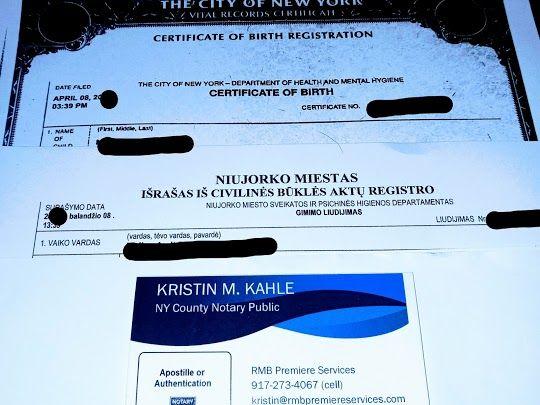 THE CITY OF NEW YORK
VITAL RECORDS CERTIFICATE
CERTIFICATE OF BIRTH REGISTRATION
THE CITY OF NEW YORK – DEPARTMENT OF HEALTH AND MENTAL HYGIENE
CERTIFICATE OF BIRTH
DATE FILED
APRIL 08, 20
03:39 PM
CERTIFICATE NO.
1. NAME OF CHILD
(First, Middle, Last)
NIUJORKO MIESTAS
IŠRAŠAS IŠ CIVILINĖS BŪKLĖS AKTŲ REGISTRO
NIUJORKO MIESTO SVEIKATOS IR PSICHINĖS HIGIENOS DEPARTAMENTAS
GIMIMO LIUDIJIMAS
SURAŠYMO DATA
balandžio 08 .
LIUDIJIMAS Nr
1. VAIKO VARDAS
(vardas, tėvo vardas, pavardė)
KRISTIN M. KAHLE
NY County Notary Public
Apostille or
Authentication
NOTARY
RMB Premiere Services
917-273-4067 (cell)
kristin@rmbpremiereservices.com